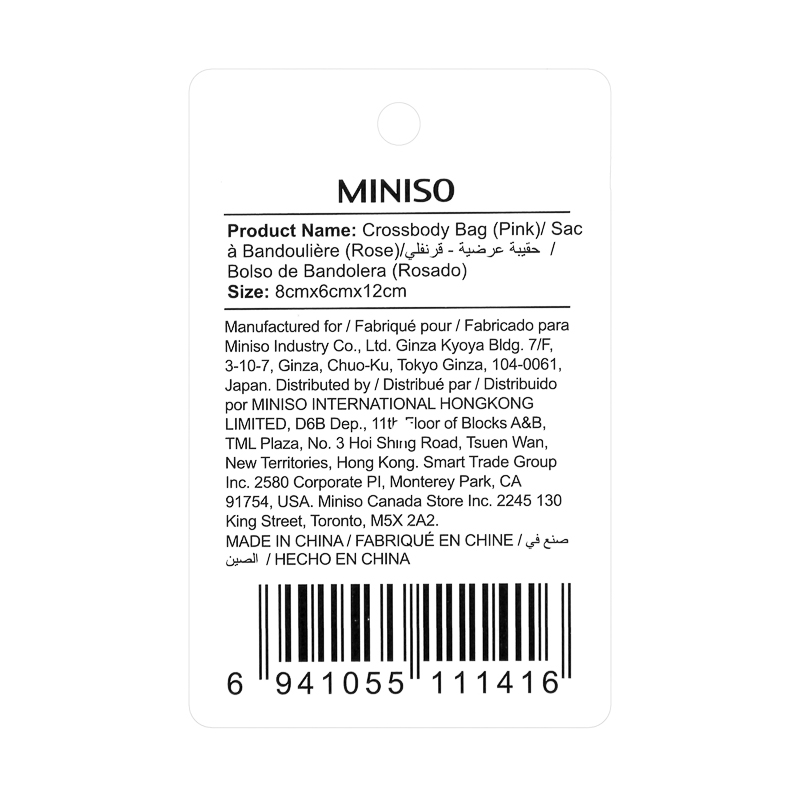 MINISO
Product Name: Crossbody Bag (Pink)/ Sac
à Bandoulière (Rose)/حقيبة عرضية - قرنفلي /
Bolso de Bandolera (Rosado)
Size: 8cmx6cmx12cm
Manufactured for / Fabriqué pour / Fabricado para
Miniso Industry Co., Ltd. Ginza Kyoya Bldg. 7/F,
3-10-7, Ginza, Chuo-Ku, Tokyo Ginza, 104-0061,
Japan. Distributed by / Distribué par / Distribuido
por MINISO INTERNATIONAL HONGKONG
LIMITED, D6B Dep., 11th Floor of Blocks A&B,
TML Plaza, No. 3 Hoi Shing Road, Tsuen Wan,
New Territories, Hong Kong. Smart Trade Group
Inc. 2580 Corporate Pl, Monterey Park, CA
91754, USA. Miniso Canada Store Inc. 2245 130
King Street, Toronto, M5X 2A2.
MADE IN CHINA / FABRIQUÉ EN CHINE / صنع في
الصين / HECHO EN CHINA
6 941055 111416